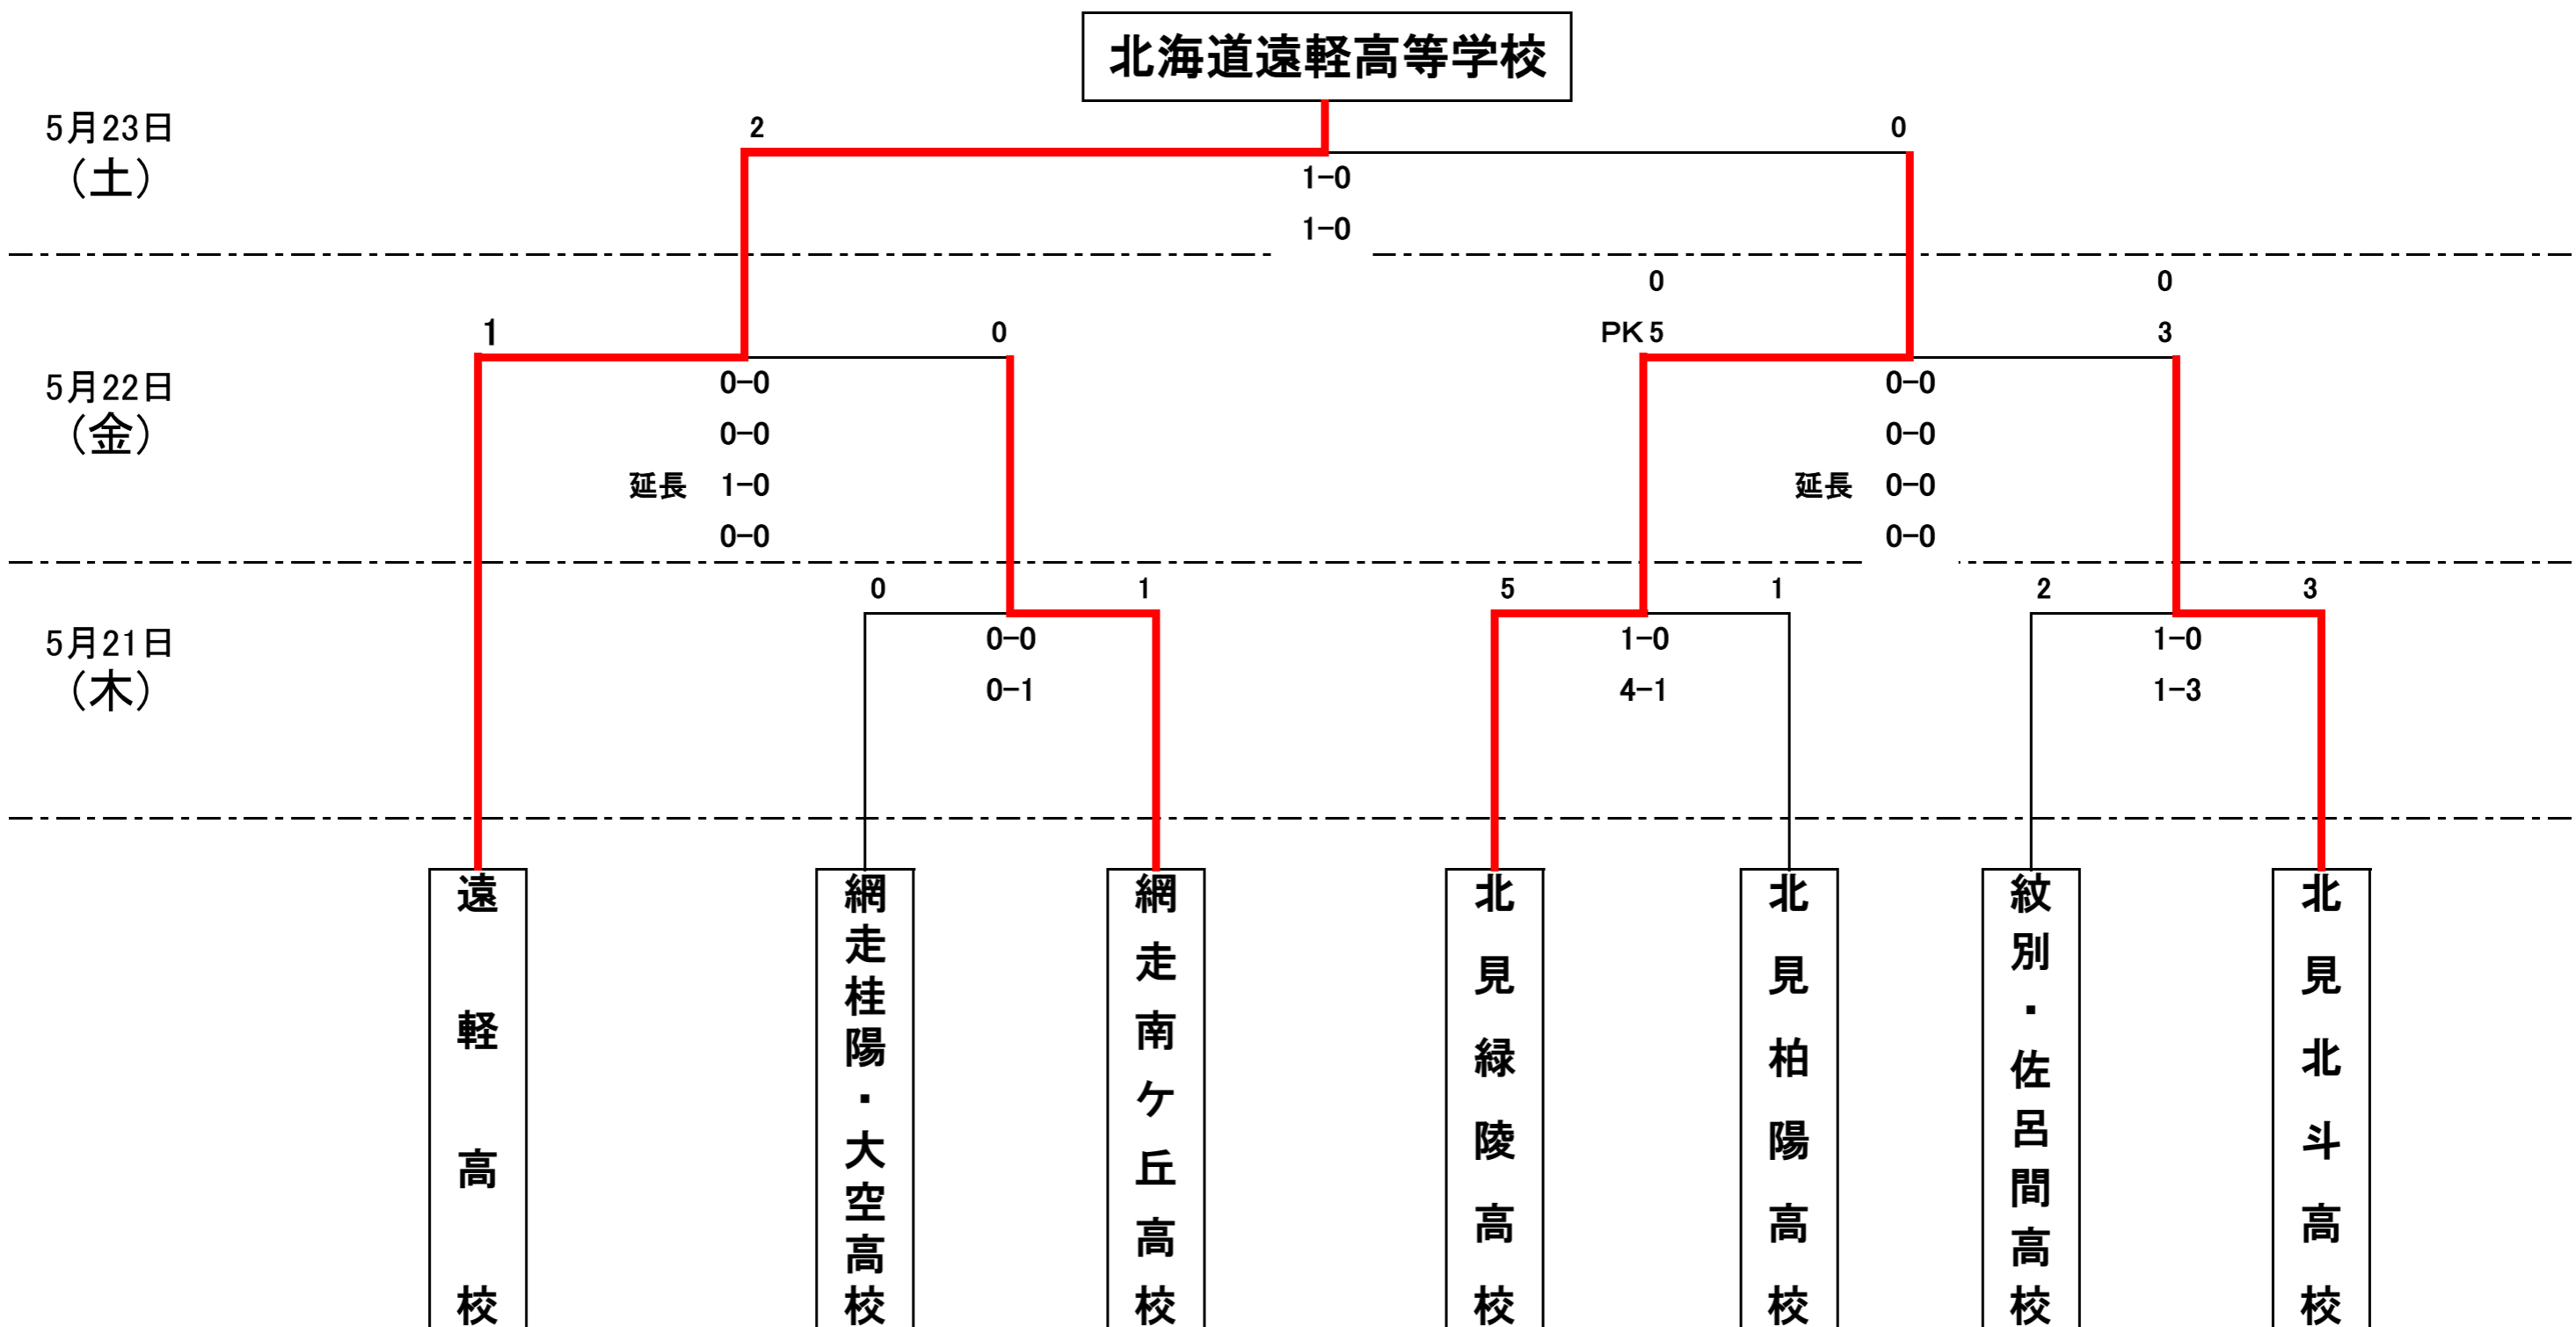 北海道遠軽高等学校
5月23日
（土）
2
0
1-0
1-0
0
0
5月22日
（金）
1
0
PK 5
3
0-0
0-0
延長 1-0
0-0
0-0
0-0
延長 0-0
0-0
5月21日
（木）
0
1
5
1
2
3
0-0
0-1
1-0
4-1
1-0
1-3
遠軽高校
網走桂陽・大空高校
網走南ケ丘高校
北見緑陵高校
北見柏陽高校
紋別・佐呂間高校
北見北斗高校